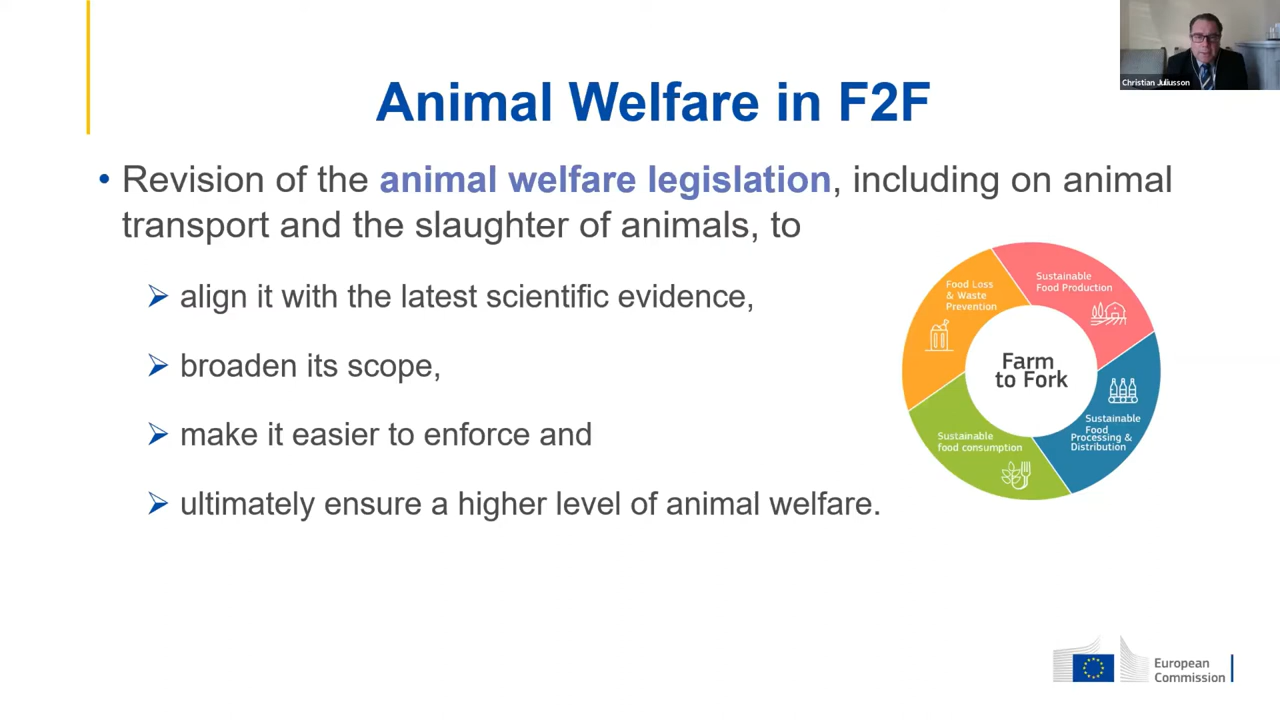 Christian Juliusson
Animal Welfare in F2F
• Revision of the animal welfare legislation, including on animal
transport and the slaughter of animals, to
➢ align it with the latest scientific evidence,
➢ broaden its scope,
➢ make it easier to enforce and
➢ ultimately ensure a higher level of animal welfare.
Food Loss
& Waste
Prevention
Sustainable
Food Production
Farm
to Fork
Sustainable
Food
Processing &
Distribution
Sustainable
food consumption
European
Commission